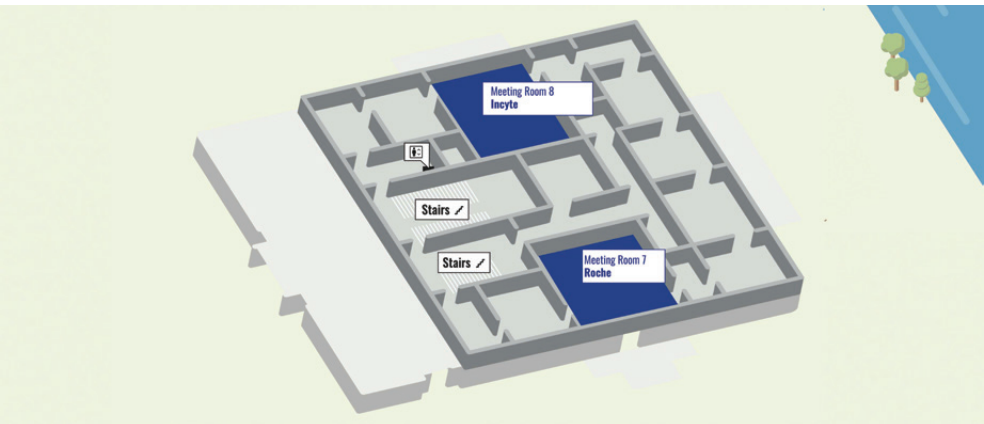 Meeting Room 8
Incyte
Stairs
Stairs
Meeting Room 7
Roche